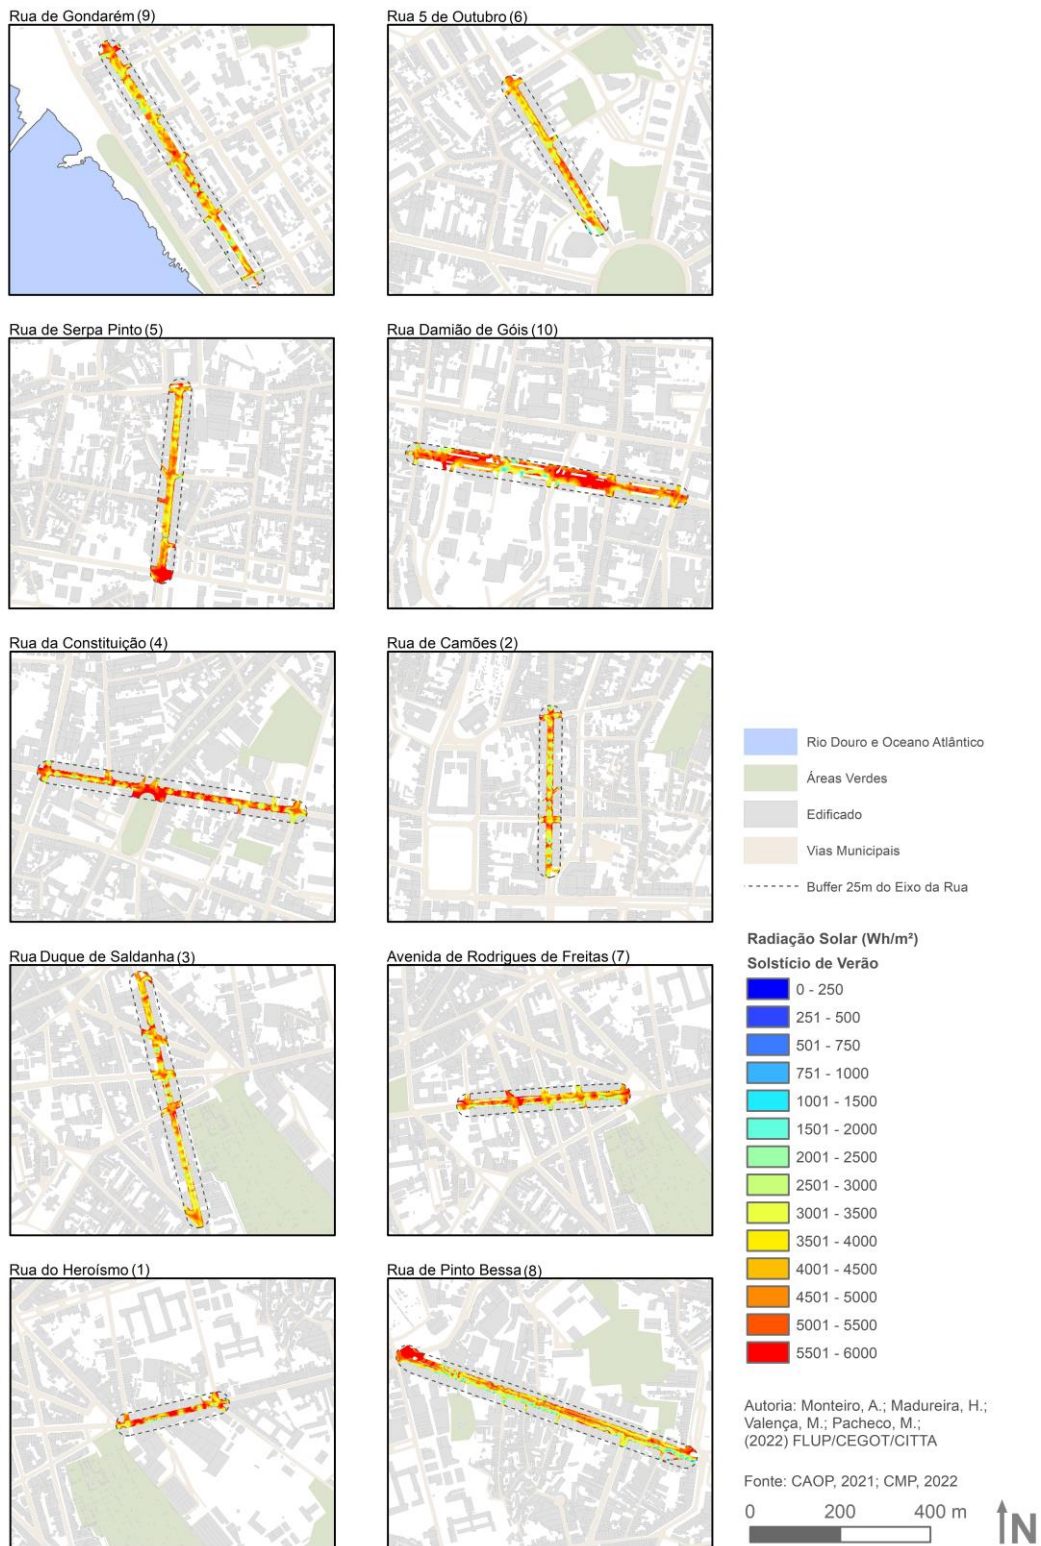 Rua de Gondarém (9)
Rua 5 de Outubro (6)
Rua de Serpa Pinto (5)
Rua Damião de Góis (10)
Rua da Constituição (4)
Rua de Camões (2)
Rua Duque de Saldanha (3)
Avenida de Rodrigues de Freitas (7)
Rua do Heroísmo (1)
Rua de Pinto Bessa (8)
Rio Douro e Oceano Atlântico
Áreas Verdes
Edificado
Vias Municipais
Buffer 25m do Eixo da Rua
Radiação Solar (Wh/m²)
Solstício de Verão
0 - 250
251 - 500
501 - 750
751 - 1000
1001 - 1500
1501 - 2000
2001 - 2500
2501 - 3000
3001 - 3500
3501 - 4000
4001 - 4500
4501 - 5000
5001 - 5500
5501 - 6000
Autoria: Monteiro, A.; Madureira, H.;
Valença, M.; Pacheco, M.;
(2022) FLUP/CEGOT/CITTA
Fonte: CAOP, 2021; CMP, 2022
0 200 400 m
N